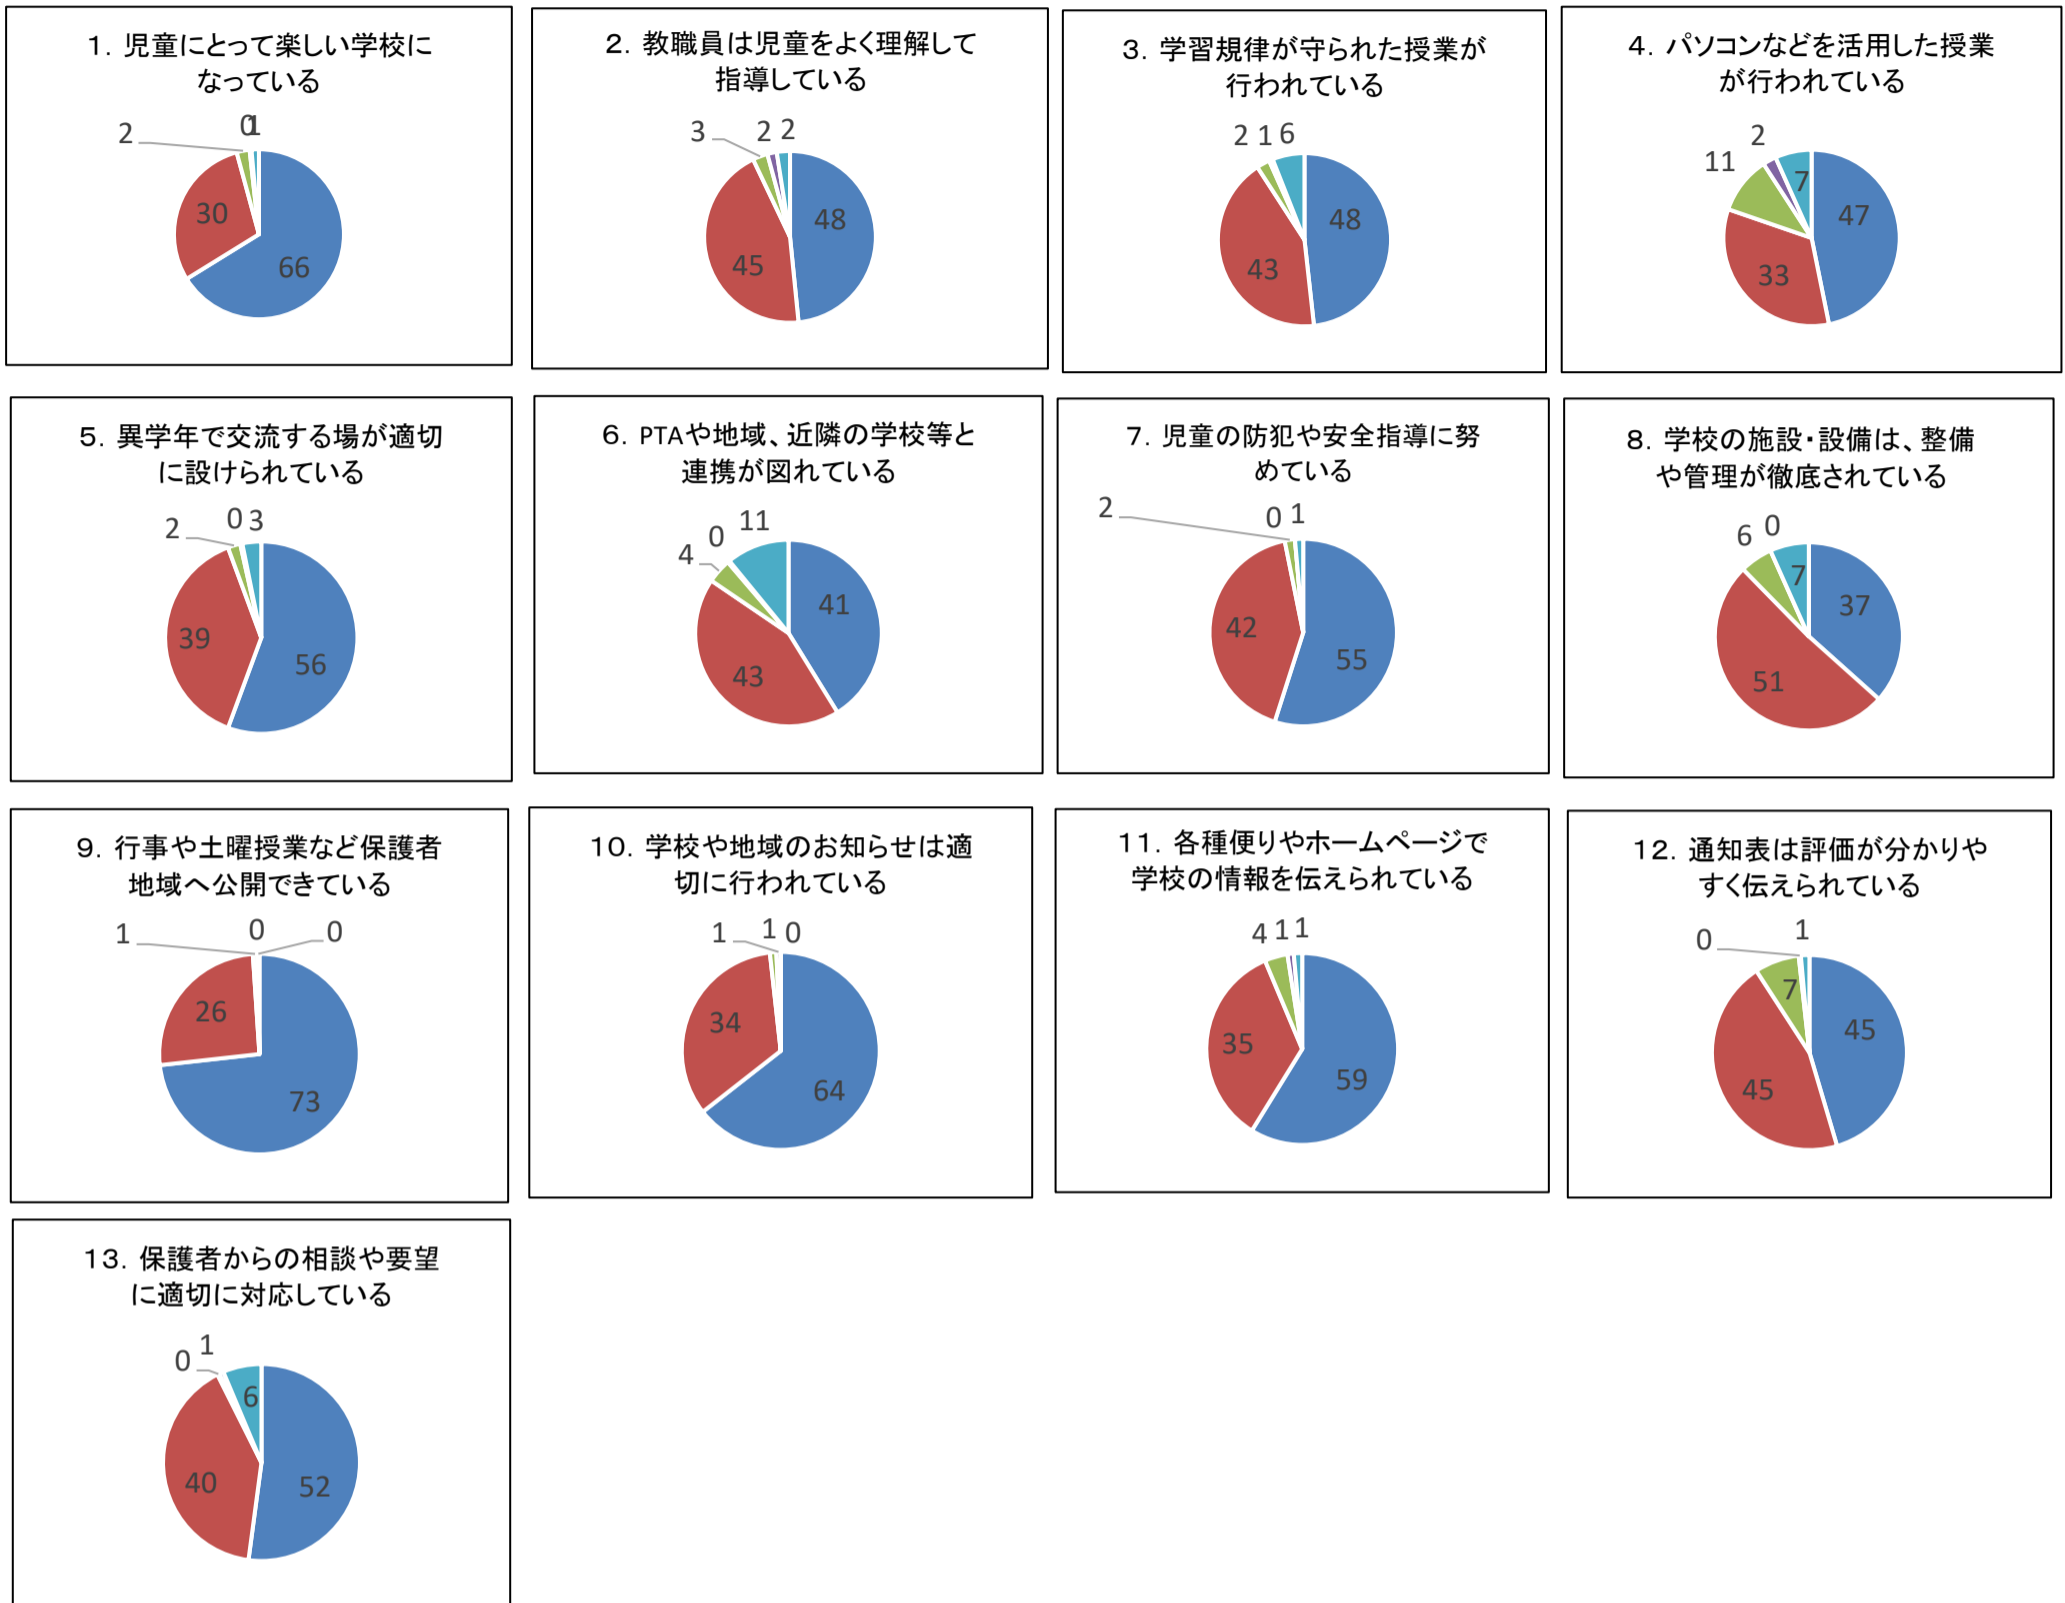 1. 児童にとって楽しい学校に
なっている
2
0
1
30
66
2. 教職員は児童をよく理解して
指導している
3
2
2
48
45
3. 学習規律が守られた授業が
行われている
2
1
6
48
43
4. パソコンなどを活用した授業
が行われている
2
11
7
47
33
5. 異学年で交流する場が適切
に設けられている
2
0
3
39
56
6. PTAや地域、近隣の学校等と
連携が図れている
4
0
11
41
43
7. 児童の防犯や安全指導に努
めている
2
0
1
42
55
8. 学校の施設・設備は、整備
や管理が徹底されている
6
0
7
37
51
9. 行事や土曜授業など保護者
地域へ公開できている
1
0
0
26
73
10. 学校や地域のお知らせは適
切に行われている
1
1
0
34
64
11. 各種便りやホームページで
学校の情報を伝えられている
4
1
1
35
59
12. 通知表は評価が分かりや
すく伝えられている
0
1
7
45
45
13. 保護者からの相談や要望
に適切に対応している
0
1
6
40
52